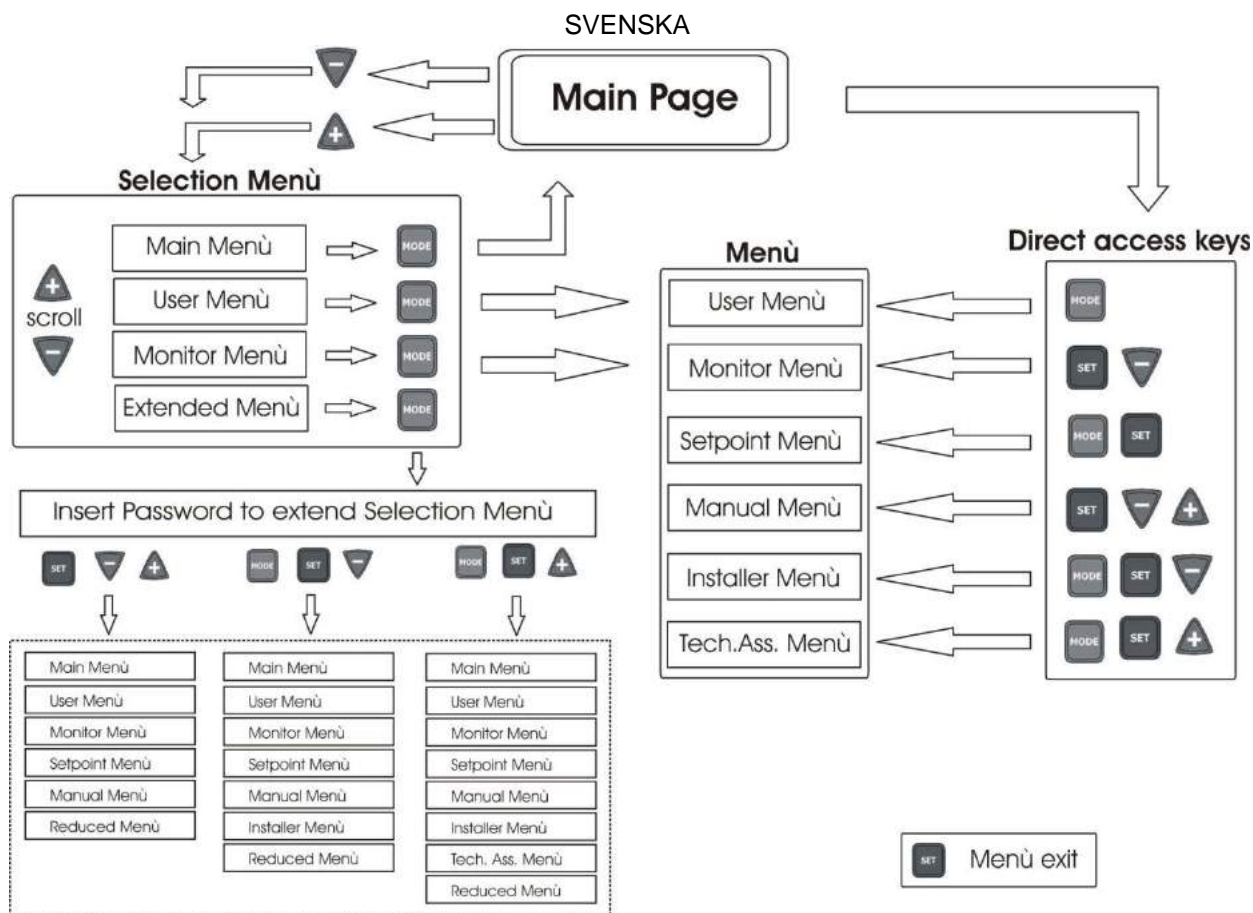 SVENSKA
Main Page
Selection Menù
Main Menù
MODE
User Menù
MODE
Monitor Menù
MODE
Extended Menù
MODE
+
scroll
-
Insert Password to extend Selection Menù
SET - +
MODE SET -
MODE SET +
Main Menù
User Menù
Monitor Menù
Setpoint Menù
Manual Menù
Reduced Menù
Main Menù
User Menù
Monitor Menù
Setpoint Menù
Manual Menù
Installer Menù
Reduced Menù
Main Menù
User Menù
Monitor Menù
Setpoint Menù
Manual Menù
Installer Menù
Tech. Ass. Menù
Reduced Menù
Menù
User Menù
Monitor Menù
Setpoint Menù
Manual Menù
Installer Menù
Tech.Ass. Menù
Direct access keys
MODE
SET -
MODE SET
SET - +
MODE SET -
MODE SET +
SET Menù exit